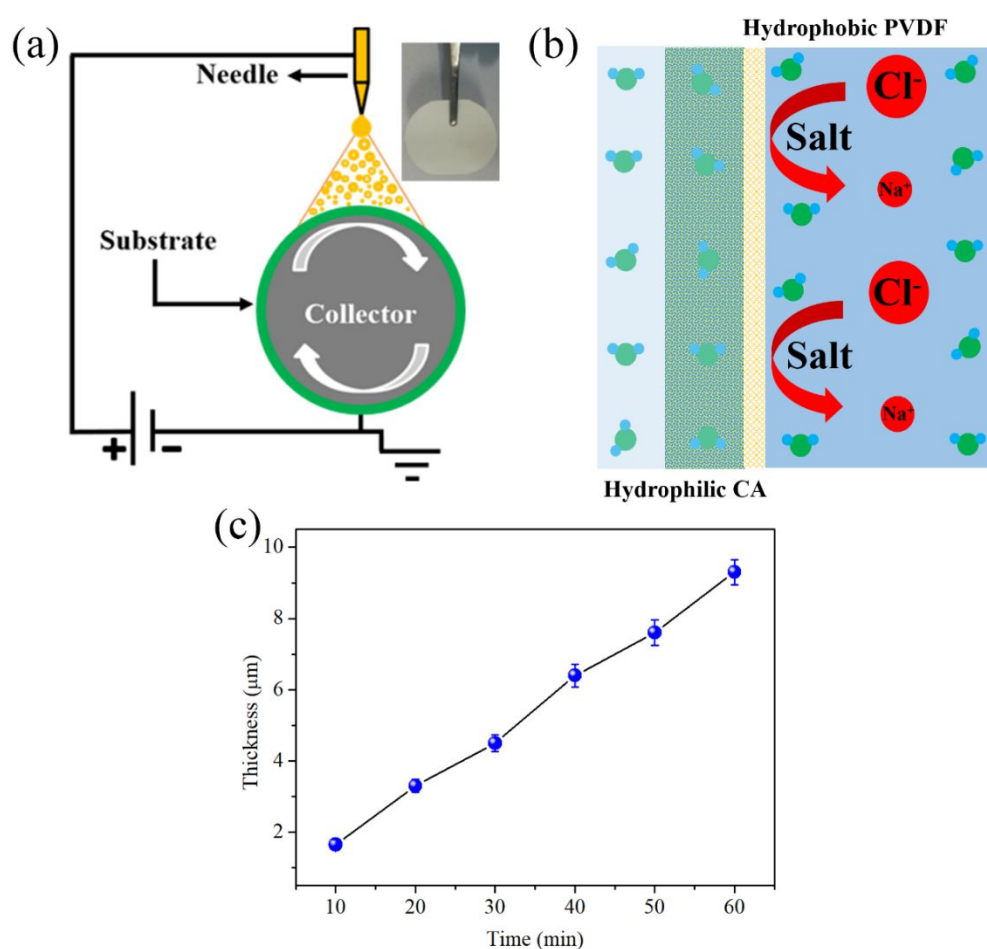 (a)
Needle
Substrate
Collector
+ -
(b)
Hydrophobic PVDF
Cl⁻
Salt
Na⁺
Cl⁻
Salt
Na⁺
Hydrophilic CA
(c)
Thickness (μm)
10
8
6
4
2
10 20 30 40 50 60
Time (min)